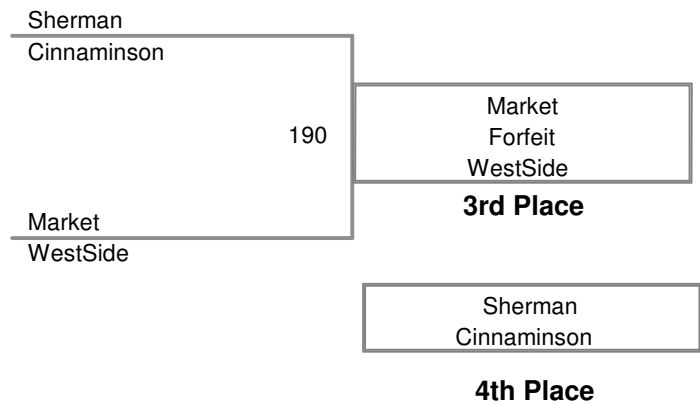 Sherman
Cinnaminson
190
Market
Forfeit
WestSide
3rd Place
Market
WestSide
Sherman
Cinnaminson
4th Place